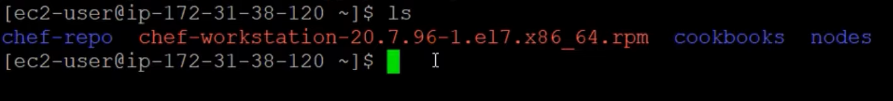 [ec2-user@ip-172-31-38-120 ~]$ ls
chef-repo  chef-workstation-20.7.96-1.el7.x86_64.rpm  cookbooks  nodes
[ec2-user@ip-172-31-38-120 ~]$